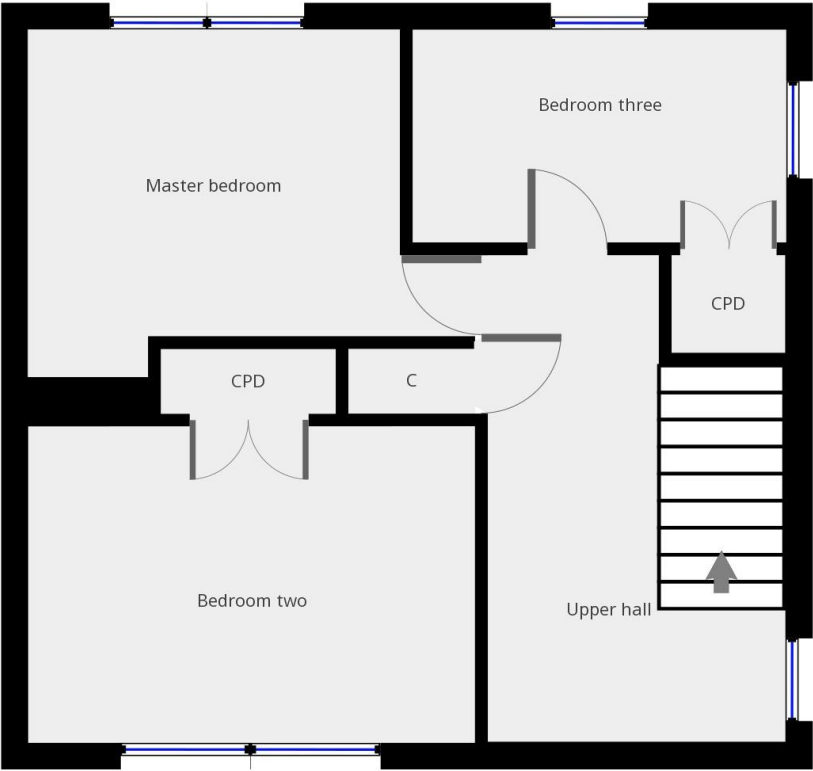 Bedroom three
Master bedroom
CPD
CPD
C
Bedroom two
Upper hall